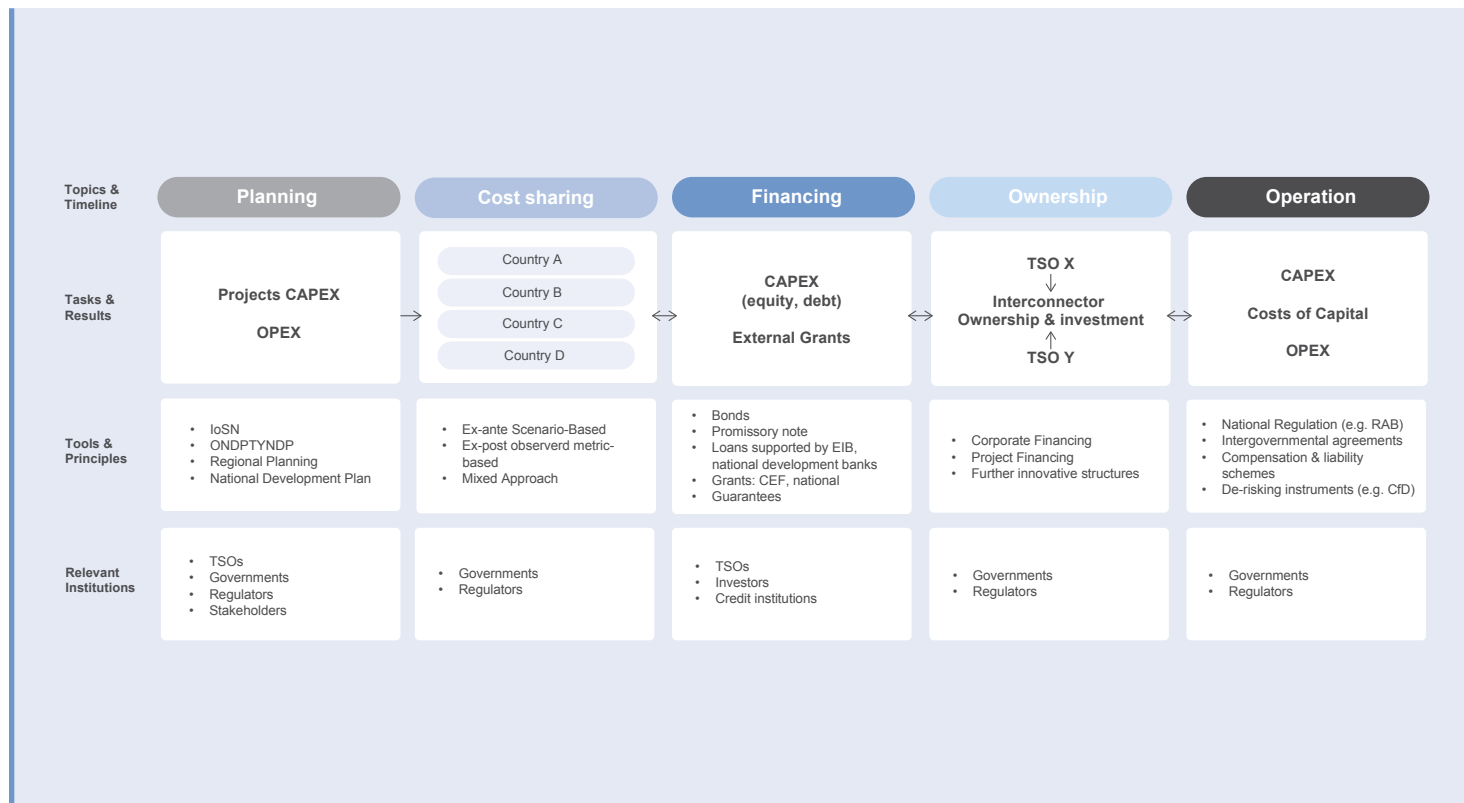 Topics &
Timeline
Planning
Cost sharing
Financing
Ownership
Operation
Tasks &
Results
Projects CAPEX
OPEX
Country A
Country B
Country C
Country D
CAPEX
(equity, debt)
External Grants
TSO X
Interconnector
Ownership & investment
TSO Y
CAPEX
Costs of Capital
OPEX
Tools &
Principles
• IoSN
• ONDPTYNDP
• Regional Planning
• National Development Plan
• Ex-ante Scenario-Based
• Ex-post observerd metric-
based
• Mixed Approach
• Bonds
• Promissory note
• Loans supported by EIB,
national development banks
• Grants: CEF, national
• Guarantees
• Corporate Financing
• Project Financing
• Further innovative structures
• National Regulation (e.g. RAB)
• Intergovernmental agreements
• Compensation & liability
schemes
• De-risking instruments (e.g. CfD)
Relevant
Institutions
• TSOs
• Governments
• Regulators
• Stakeholders
• Governments
• Regulators
• TSOs
• Investors
• Credit institutions
• Governments
• Regulators
• Governments
• Regulators